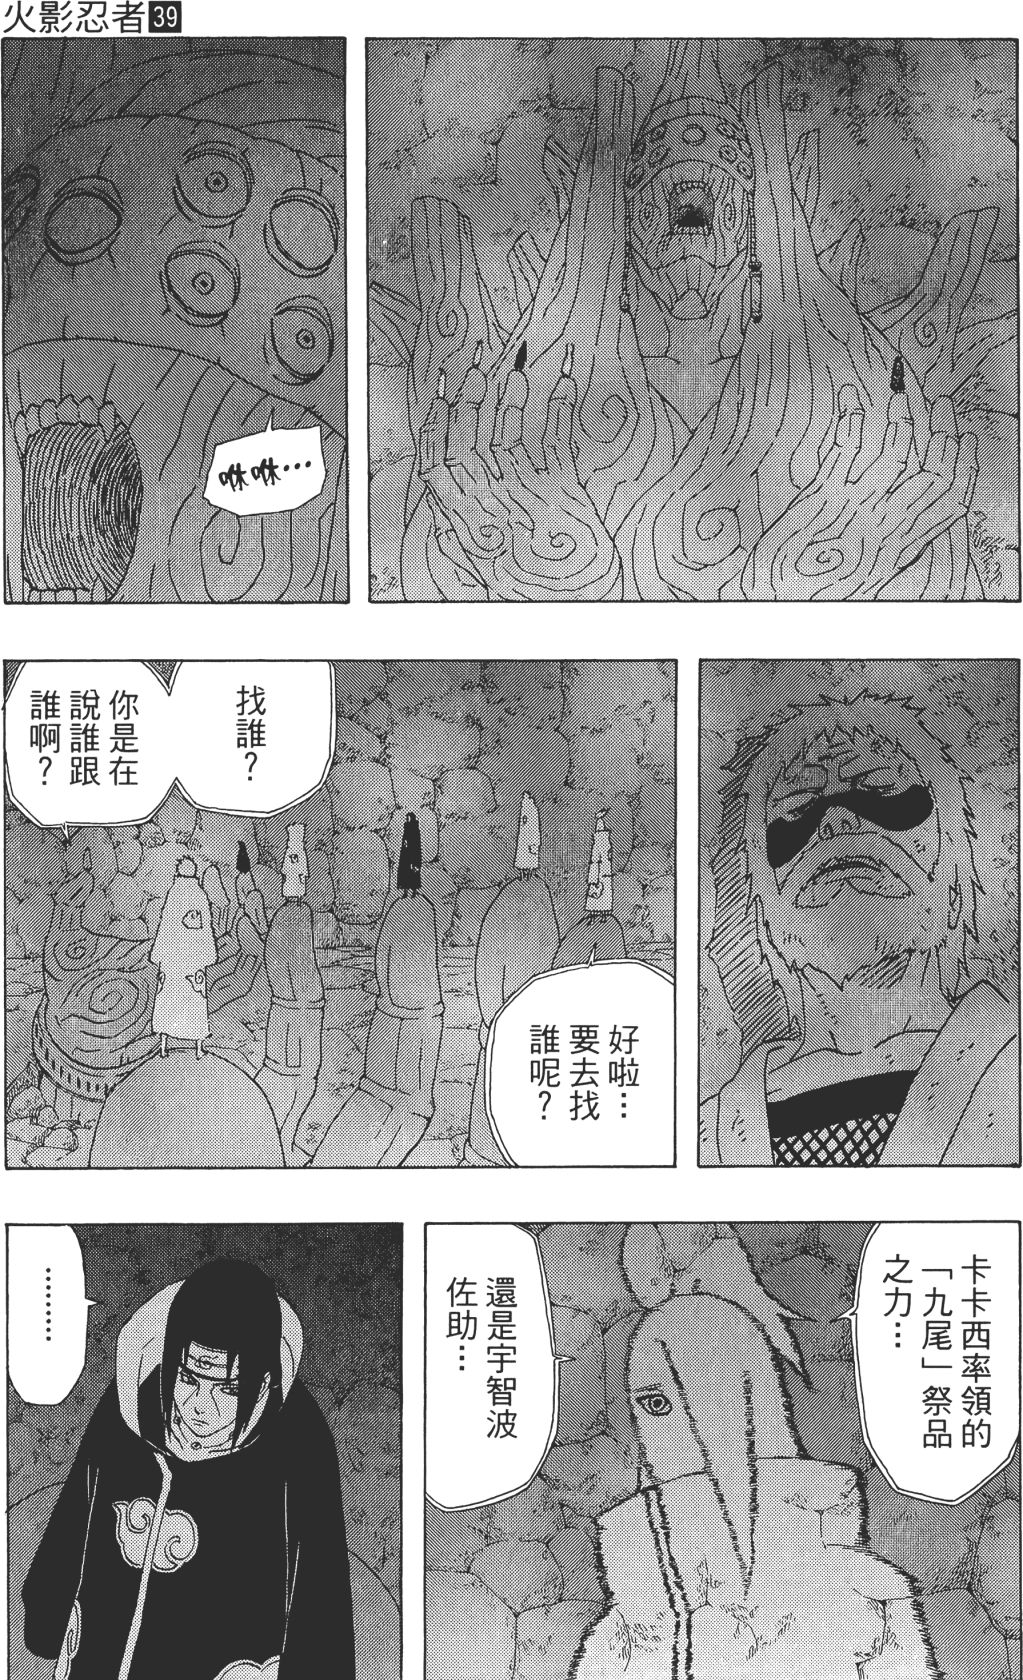 火影忍者39
咻咻…
好啦…
要去找
誰呢？
找誰？
你是在
說誰跟
誰啊？
卡卡西率領的
「九尾」祭品
之力…
還是宇智波
佐助…
………